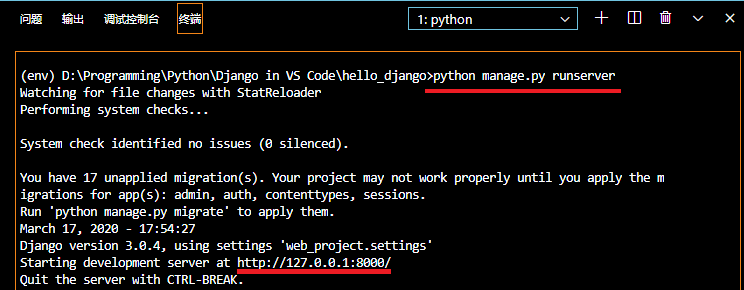 问题 输出 调试控制台 终端 1: python
(env) D:\Programming\Python\Django in VS Code\hello_django>python manage.py runserver
Watching for file changes with StatReloader
Performing system checks...
System check identified no issues (0 silenced).
You have 17 unapplied migration(s). Your project may not work properly until you apply the m
igrations for app(s): admin, auth, contenttypes, sessions.
Run 'python manage.py migrate' to apply them.
March 17, 2020 - 17:54:27
Django version 3.0.4, using settings 'web_project.settings'
Starting development server at http://127.0.0.1:8000/
Quit the server with CTRL-BREAK.